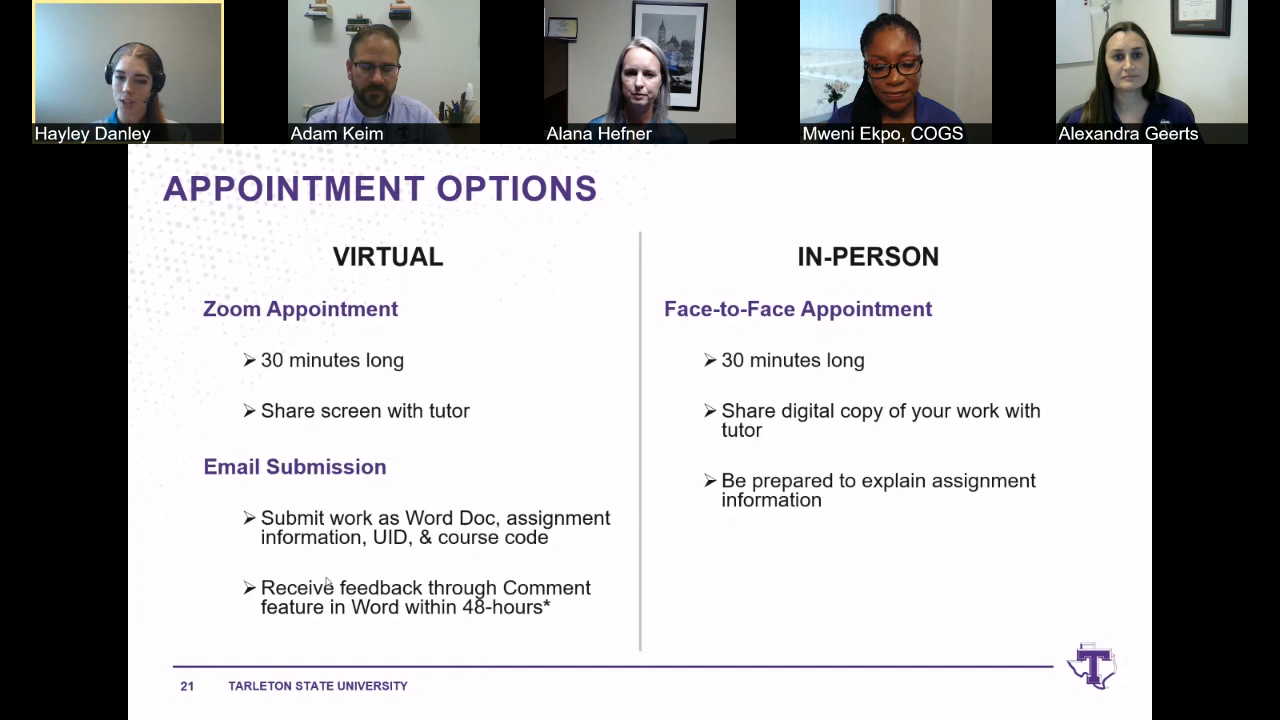 Hayley Danley
Adam Keim
Alana Hefner
Mweni Ekpo, COGS
Alexandra Geerts
APPOINTMENT OPTIONS
VIRTUAL
Zoom Appointment
➢ 30 minutes long
➢ Share screen with tutor
Email Submission
➢ Submit work as Word Doc, assignment
information, UID, & course code
➢ Receive feedback through Comment
feature in Word within 48-hours*
IN-PERSON
Face-to-Face Appointment
➢ 30 minutes long
➢ Share digital copy of your work with
tutor
➢ Be prepared to explain assignment
information
21
TARLETON STATE UNIVERSITY
T